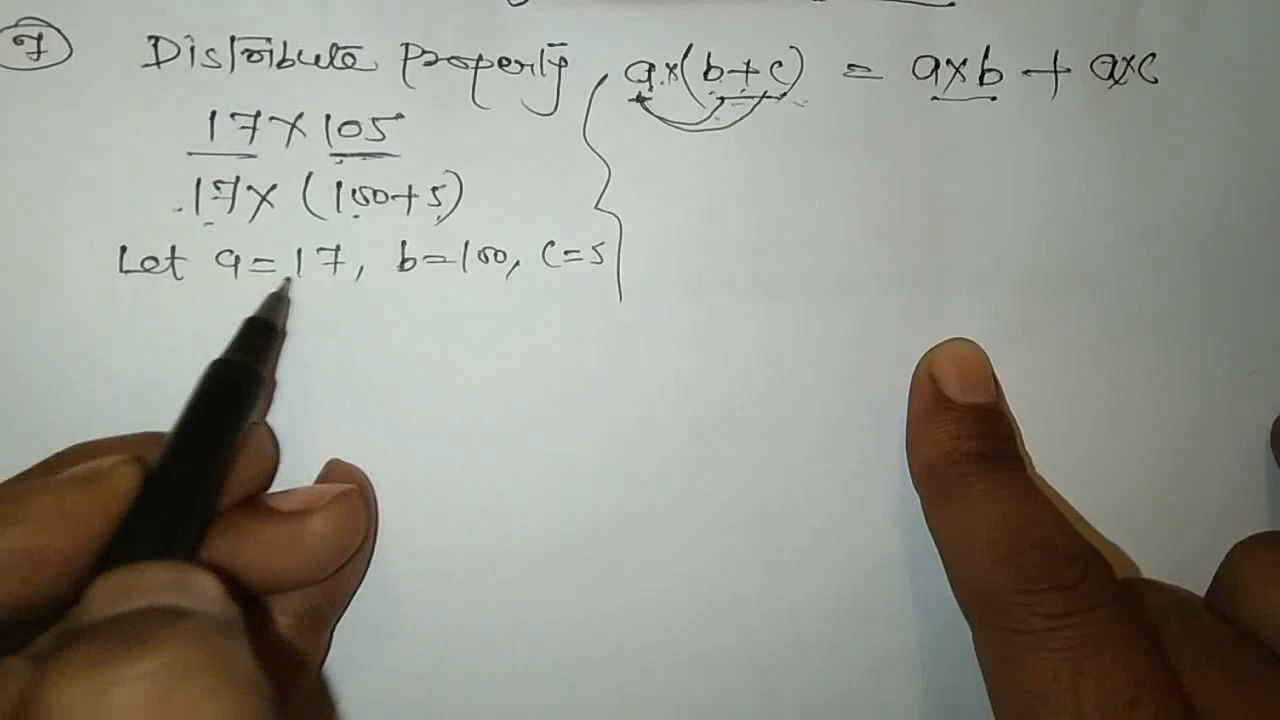 7 Distribute Property, a×(b+c) = a×b + a×c
17 × 105
17 × (100+5)
Let a=17, b=100, c=5